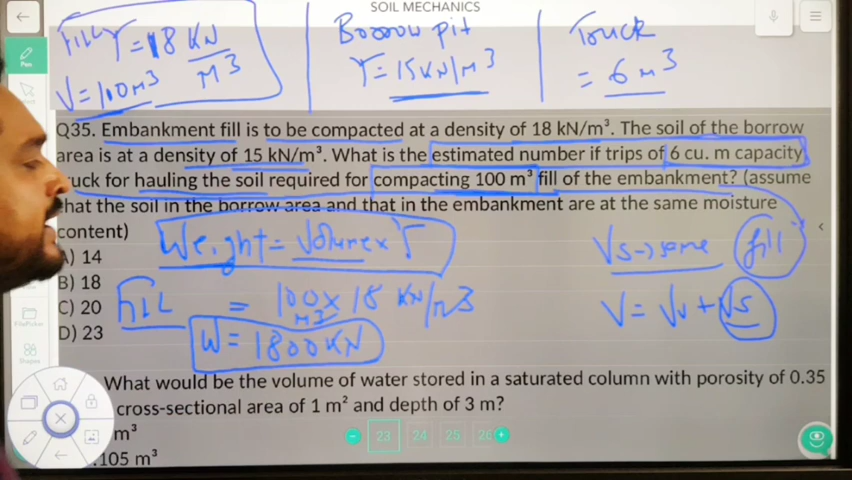 SOIL MECHANICS
FILL γ = 18 KN/M³
V = 100 m³
Borrow pit
γ = 15 KN/m³
Truck
= 6 m³
Pen
Q35. Embankment fill is to be compacted at a density of 18 kN/m³. The soil of the borrow
area is at a density of 15 kN/m³. What is the estimated number if trips of 6 cu. m capacity
ruck for hauling the soil required for compacting 100 m³ fill of the embankment? (assume
hat the soil in the borrow area and that in the embankment are at the same moisture
content)
A) 14
B) 18
C) 20
D) 23
Weight = Volume x γ
FILL = 100 x 18 KN/m3
M3
W = 1800KN
Vs → same fill
V = Vv + Vs
FilePicker
Shapes
What would be the volume of water stored in a saturated column with porosity of 0.35
cross-sectional area of 1 m² and depth of 3 m?
m³
.105 m³
23 24 25 26